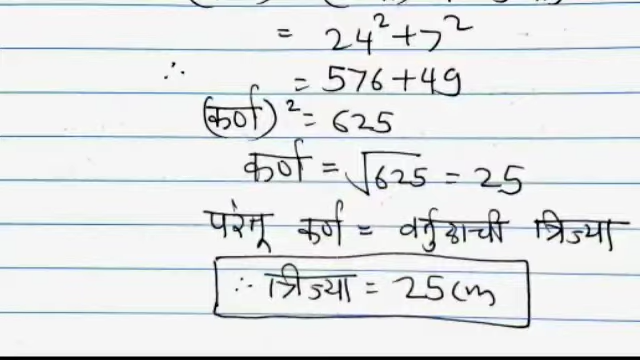 = 24² + 7²
∴ = 576 + 49
(कर्ण)² = 625
कर्ण = √625 = 25
परंतू कर्ण = वर्तुळाची त्रिज्या
∴ त्रिज्या = 25 cm